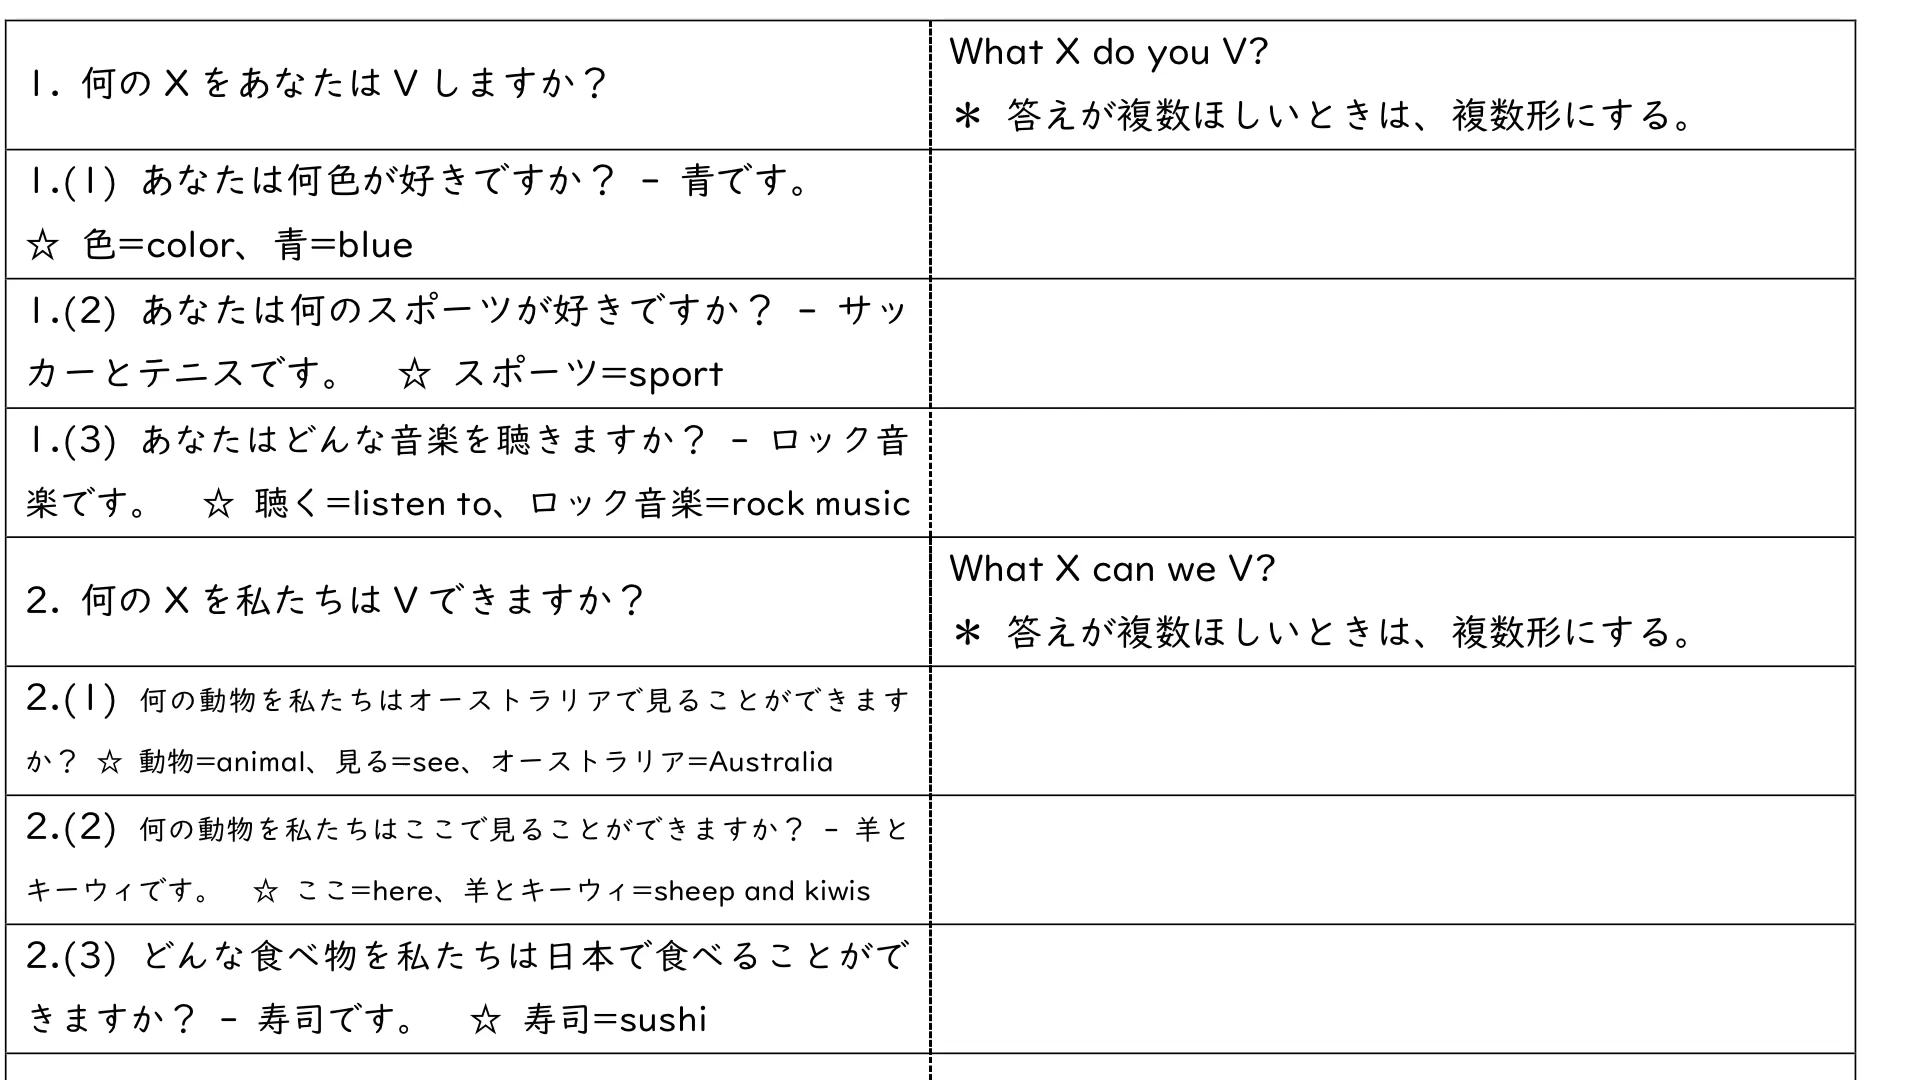 1. 何の X をあなたは V しますか？
What X do you V?
＊ 答えが複数ほしいときは、複数形にする。
1.(1) あなたは何色が好きですか？ – 青です。
☆ 色=color、青=blue
1.(2) あなたは何のスポーツが好きですか？ – サッ
カーとテニスです。 ☆ スポーツ=sport
1.(3) あなたはどんな音楽を聴きますか？ – ロック音
楽です。 ☆ 聴く=listen to、ロック音楽=rock music
2. 何の X を私たちは V できますか？
What X can we V?
＊ 答えが複数ほしいときは、複数形にする。
2.(1) 何の動物を私たちはオーストラリアで見ることができます
か？ ☆ 動物=animal、見る=see、オーストラリア=Australia
2.(2) 何の動物を私たちはここで見ることができますか？ – 羊と
キーウィです。 ☆ ここ=here、羊とキーウィ=sheep and kiwis
2.(3) どんな食べ物を私たちは日本で食べることがで
きますか？ – 寿司です。 ☆ 寿司=sushi